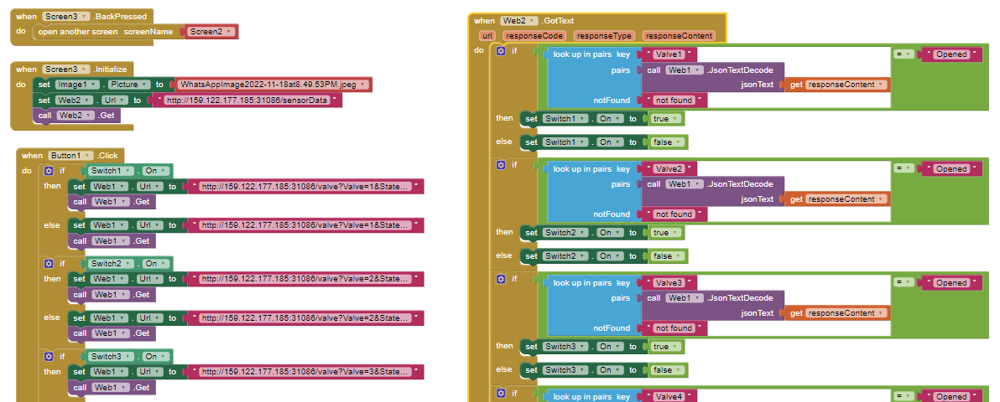 when Screen3 .BackPressed
do open another screen screenName Screen2
when Screen3 .Initialize
do set Image1 . Picture to WhatsAppImage2022-11-18at8.49.53PM.jpeg
set Web2 . Url to " http://159.122.177.185:31086/sensorData "
call Web2 .Get
when Button1 .Click
do if Switch1 . On
then set Web1 . Url to " http://159.122.177.185:31086/valve?Valve=1&State... "
call Web1 .Get
else set Web1 . Url to " http://159.122.177.185:31086/valve?Valve=1&State... "
call Web1 .Get
if Switch2 . On
then set Web1 . Url to " http://159.122.177.185:31086/valve?Valve=2&State... "
call Web1 .Get
else set Web1 . Url to " http://159.122.177.185:31086/valve?Valve=2&State... "
call Web1 .Get
if Switch3 . On
then set Web1 . Url to " http://159.122.177.185:31086/valve?Valve=3&State... "
call Web1 .Get
when Web2 .GotText
url responseCode responseType responseContent
do if look up in pairs key " Valve1 " = " Opened "
pairs call Web1 .JsonTextDecode
jsonText get responseContent
notFound " not found "
then set Switch1 . On to true
else set Switch1 . On to false
if look up in pairs key " Valve2 " = " Opened "
pairs call Web1 .JsonTextDecode
jsonText get responseContent
notFound " not found "
then set Switch2 . On to true
else set Switch2 . On to false
if look up in pairs key " Valve3 " = " Opened "
pairs call Web1 .JsonTextDecode
jsonText get responseContent
notFound " not found "
then set Switch3 . On to true
else set Switch3 . On to false
if look up in pairs key " Valve4 " = " Opened "